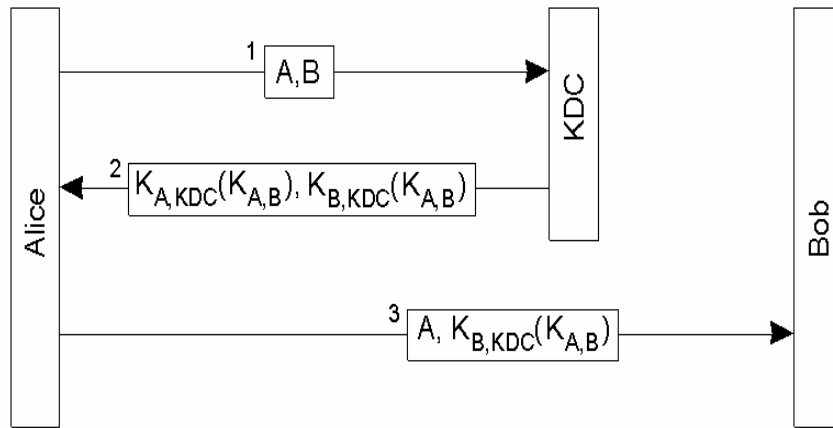 1
A,B
KDC
2
K_{A,KDC}(K_{A,B}), K_{B,KDC}(K_{A,B})
Alice
Bob
3
A, K_{B,KDC}(K_{A,B})